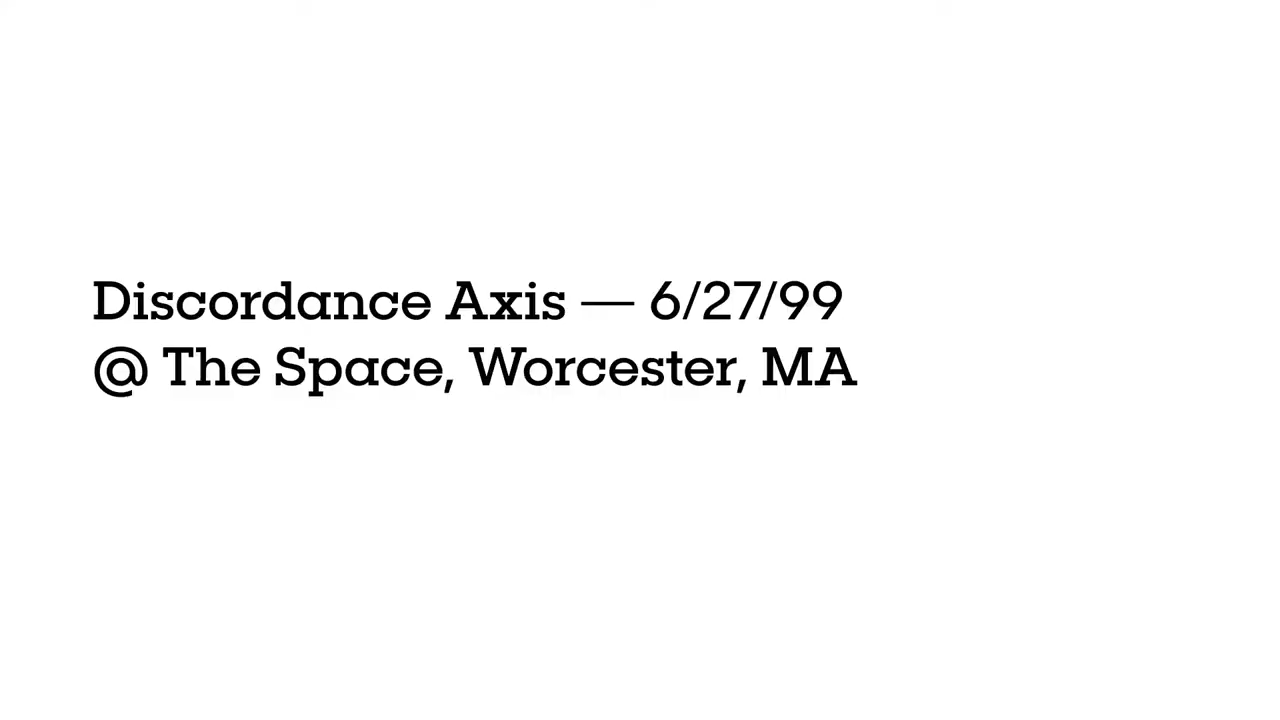 Discordance Axis — 6/27/99
@ The Space, Worcester, MA